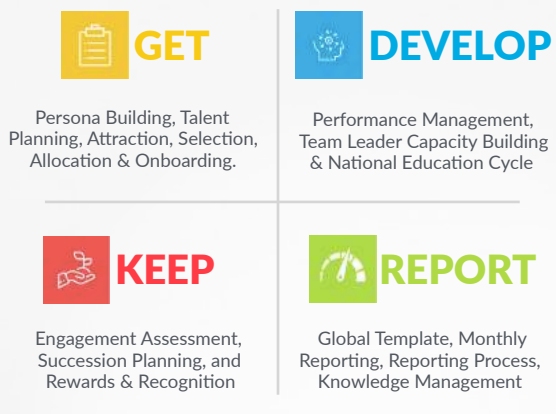 GET
Persona Building, Talent
Planning, Attraction, Selection,
Allocation & Onboarding.
DEVELOP
Performance Management,
Team Leader Capacity Building
& National Education Cycle
KEEP
Engagement Assessment,
Succession Planning, and
Rewards & Recognition
REPORT
Global Template, Monthly
Reporting, Reporting Process,
Knowledge Management